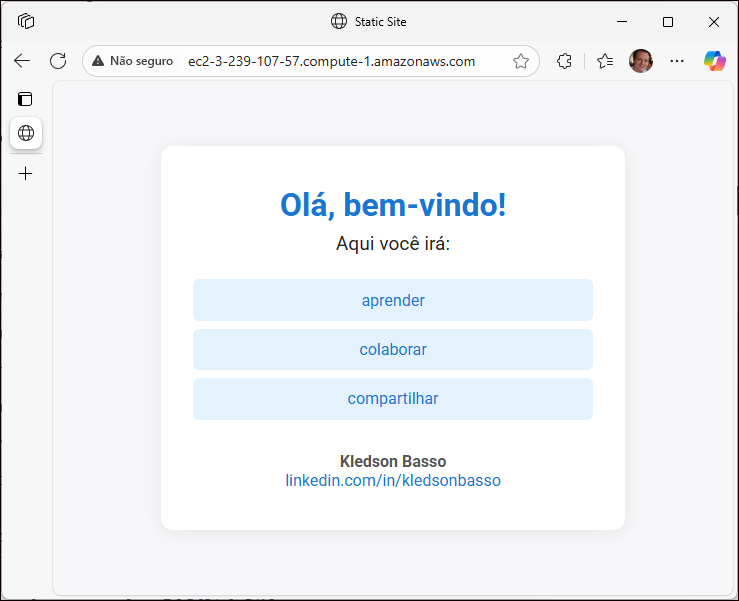 Static Site
Não seguro ec2-3-239-107-57.compute-1.amazonaws.com
Olá, bem-vindo!
Aqui você irá:
aprender
colaborar
compartilhar
Kledson Basso
linkedin.com/in/kledsonbasso